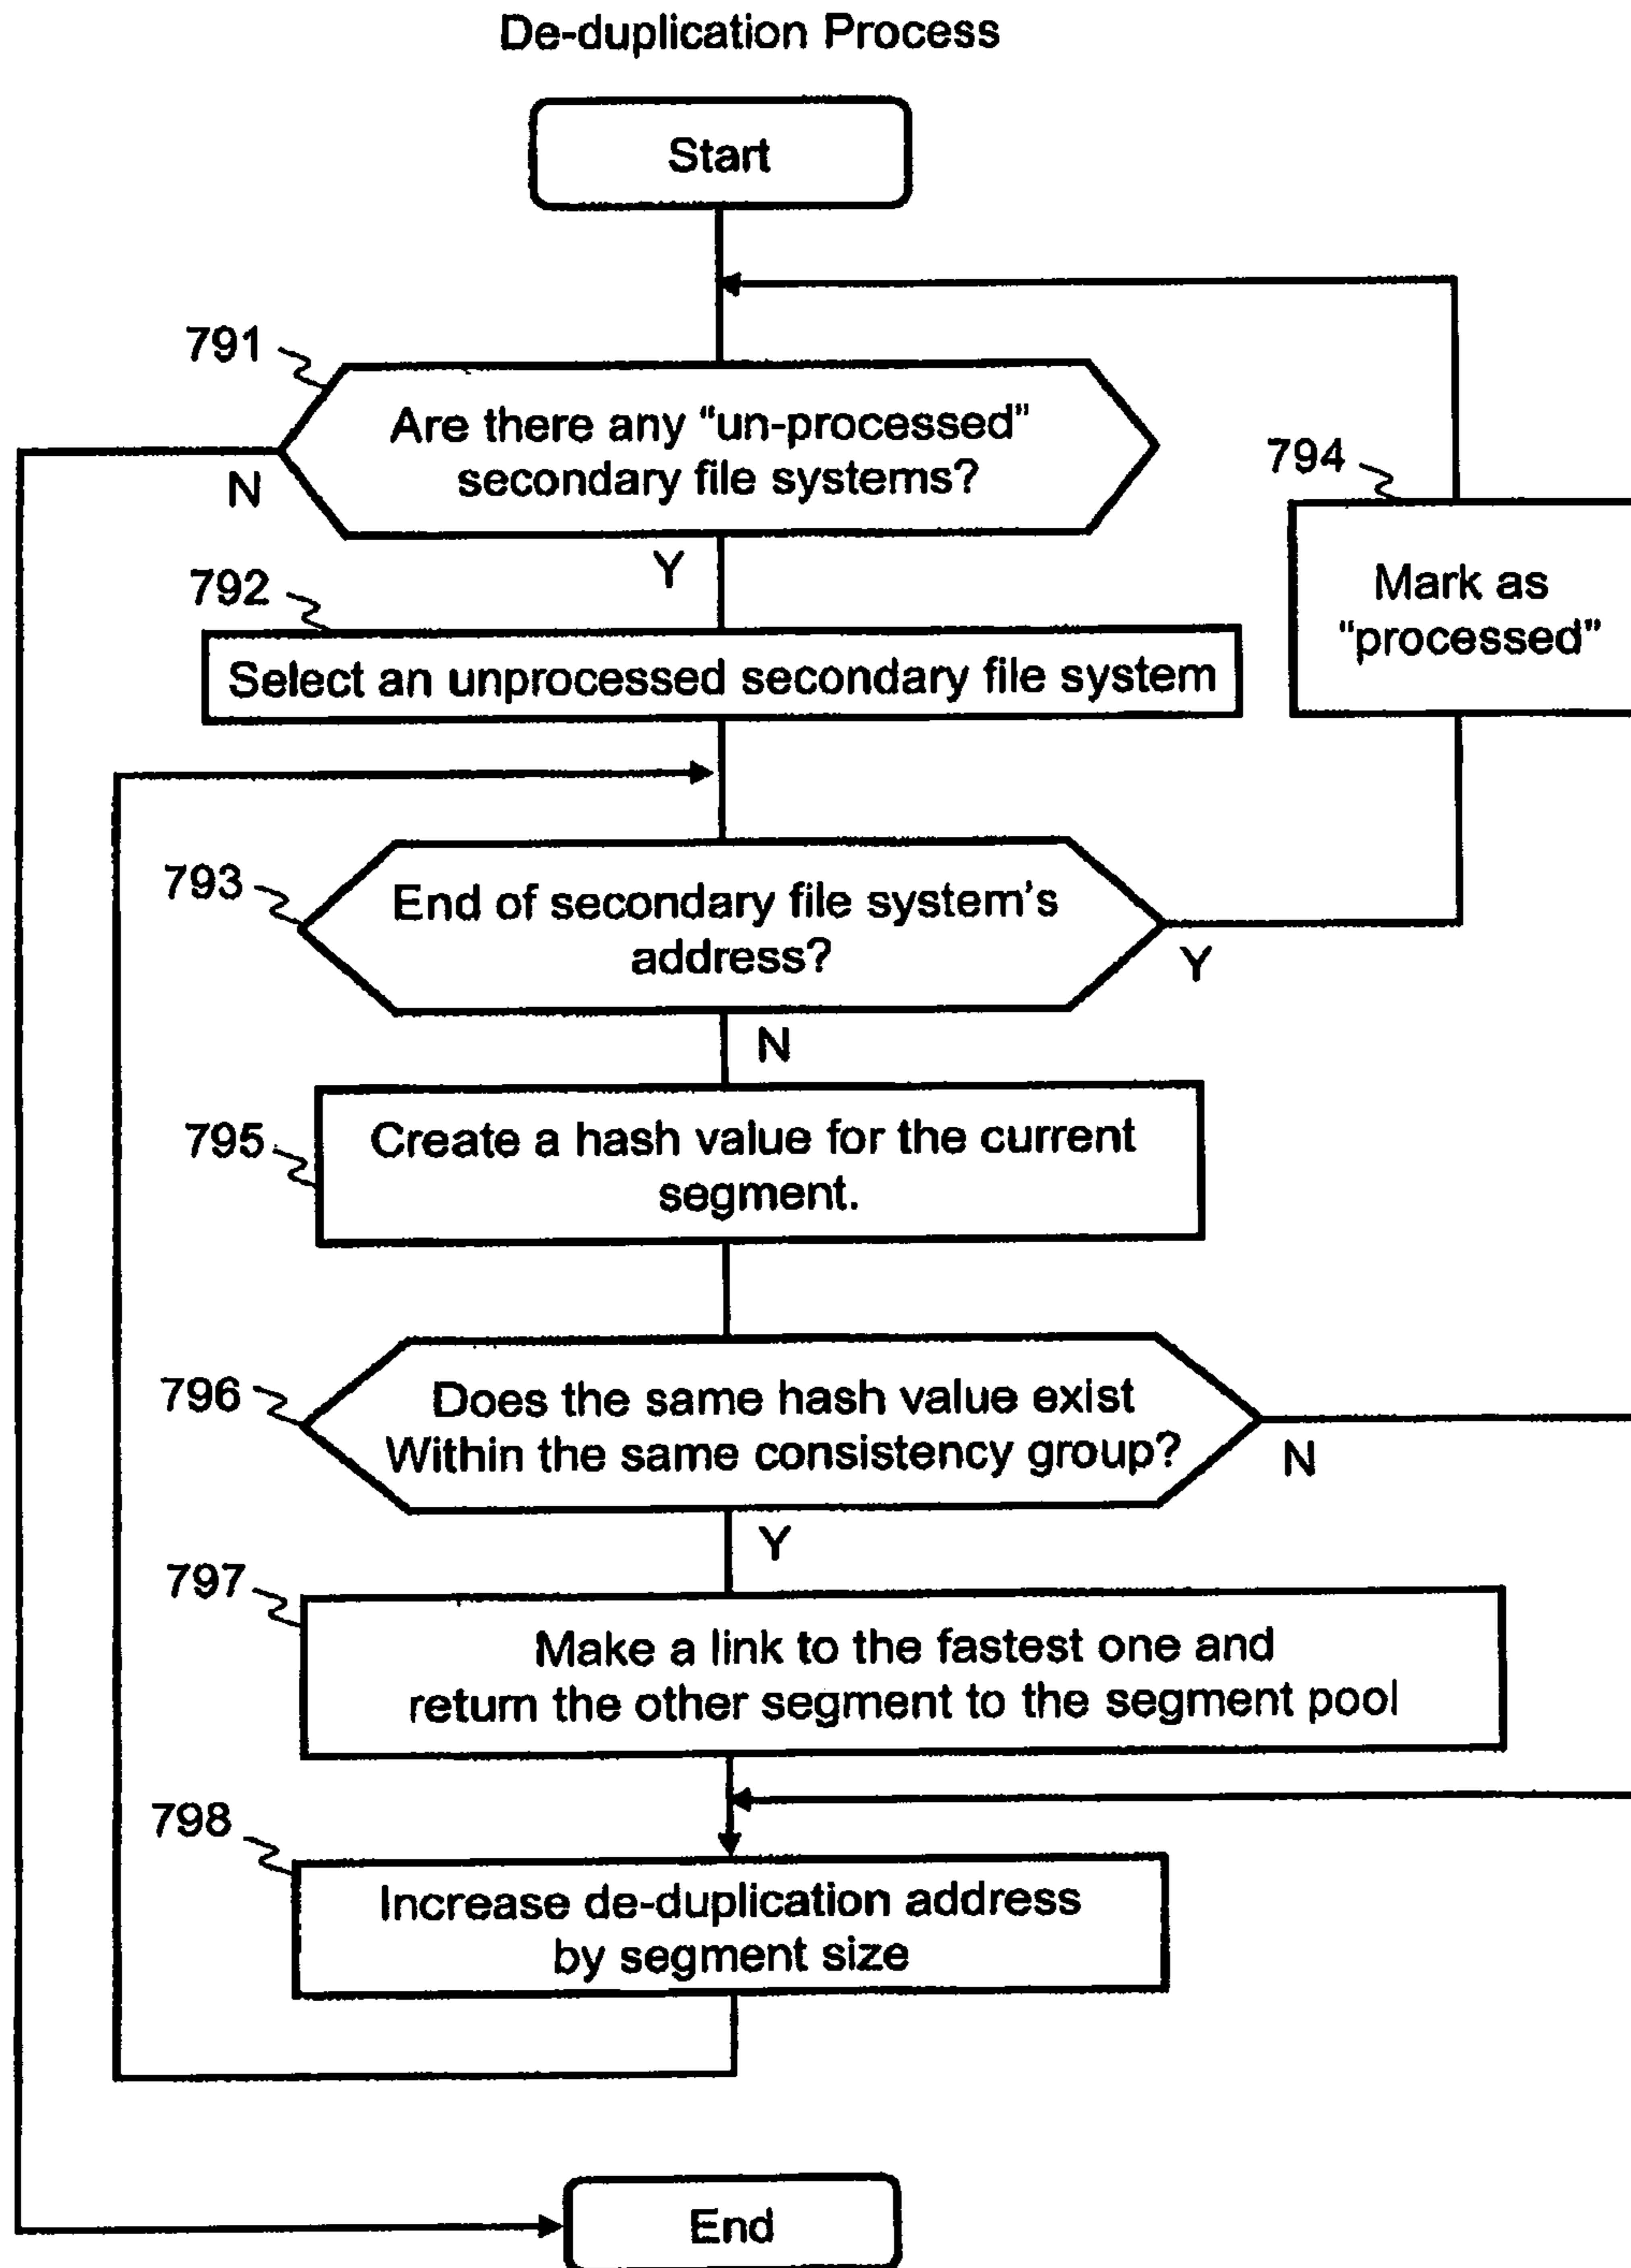 De-duplication Process
Start
791
Are there any “un-processed”
secondary file systems?
N
Y
794
Mark as
“processed”
792
Select an unprocessed secondary file system
793
End of secondary file system's
address?
Y
N
795
Create a hash value for the current
segment.
796
Does the same hash value exist
Within the same consistency group?
N
Y
797
Make a link to the fastest one and
return the other segment to the segment pool
798
Increase de-duplication address
by segment size
End